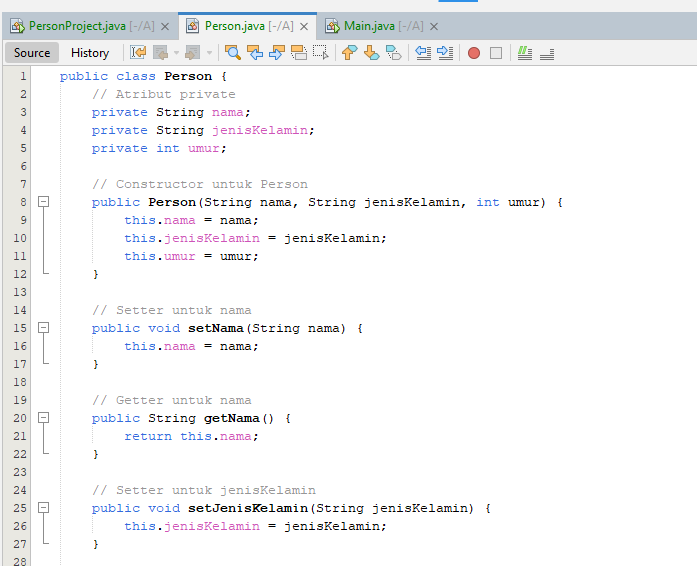 PersonProject.java [-/A] Person.java [-/A] Main.java [-/A]
Source History
1 public class Person {
2 // Atribut private
3 private String nama;
4 private String jenisKelamin;
5 private int umur;
6
7 // Constructor untuk Person
8 public Person(String nama, String jenisKelamin, int umur) {
9 this.nama = nama;
10 this.jenisKelamin = jenisKelamin;
11 this.umur = umur;
12 }
13
14 // Setter untuk nama
15 public void setNama(String nama) {
16 this.nama = nama;
17 }
18
19 // Getter untuk nama
20 public String getNama() {
21 return this.nama;
22 }
23
24 // Setter untuk jenisKelamin
25 public void setJenisKelamin(String jenisKelamin) {
26 this.jenisKelamin = jenisKelamin;
27 }
28